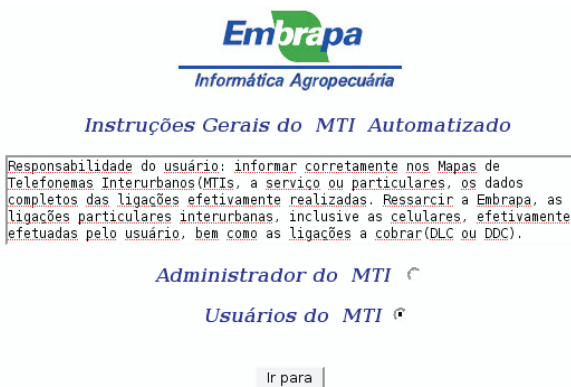 Embrapa
Informática Agropecuária
Instruções Gerais do MTI Automatizado
Responsabilidade do usuário: informar corretamente nos Mapas de
Telefonemas Interurbanos(MTIs, a serviço ou particulares, os dados
completos das ligações efetivamente realizadas. Ressarcir a Embrapa, as
ligações particulares interurbanas, inclusive as celulares, efetivamente
efetuadas pelo usuário, bem como as ligações a cobrar(DLC ou DDC).
Administrador do MTI
Usuários do MTI
Ir para